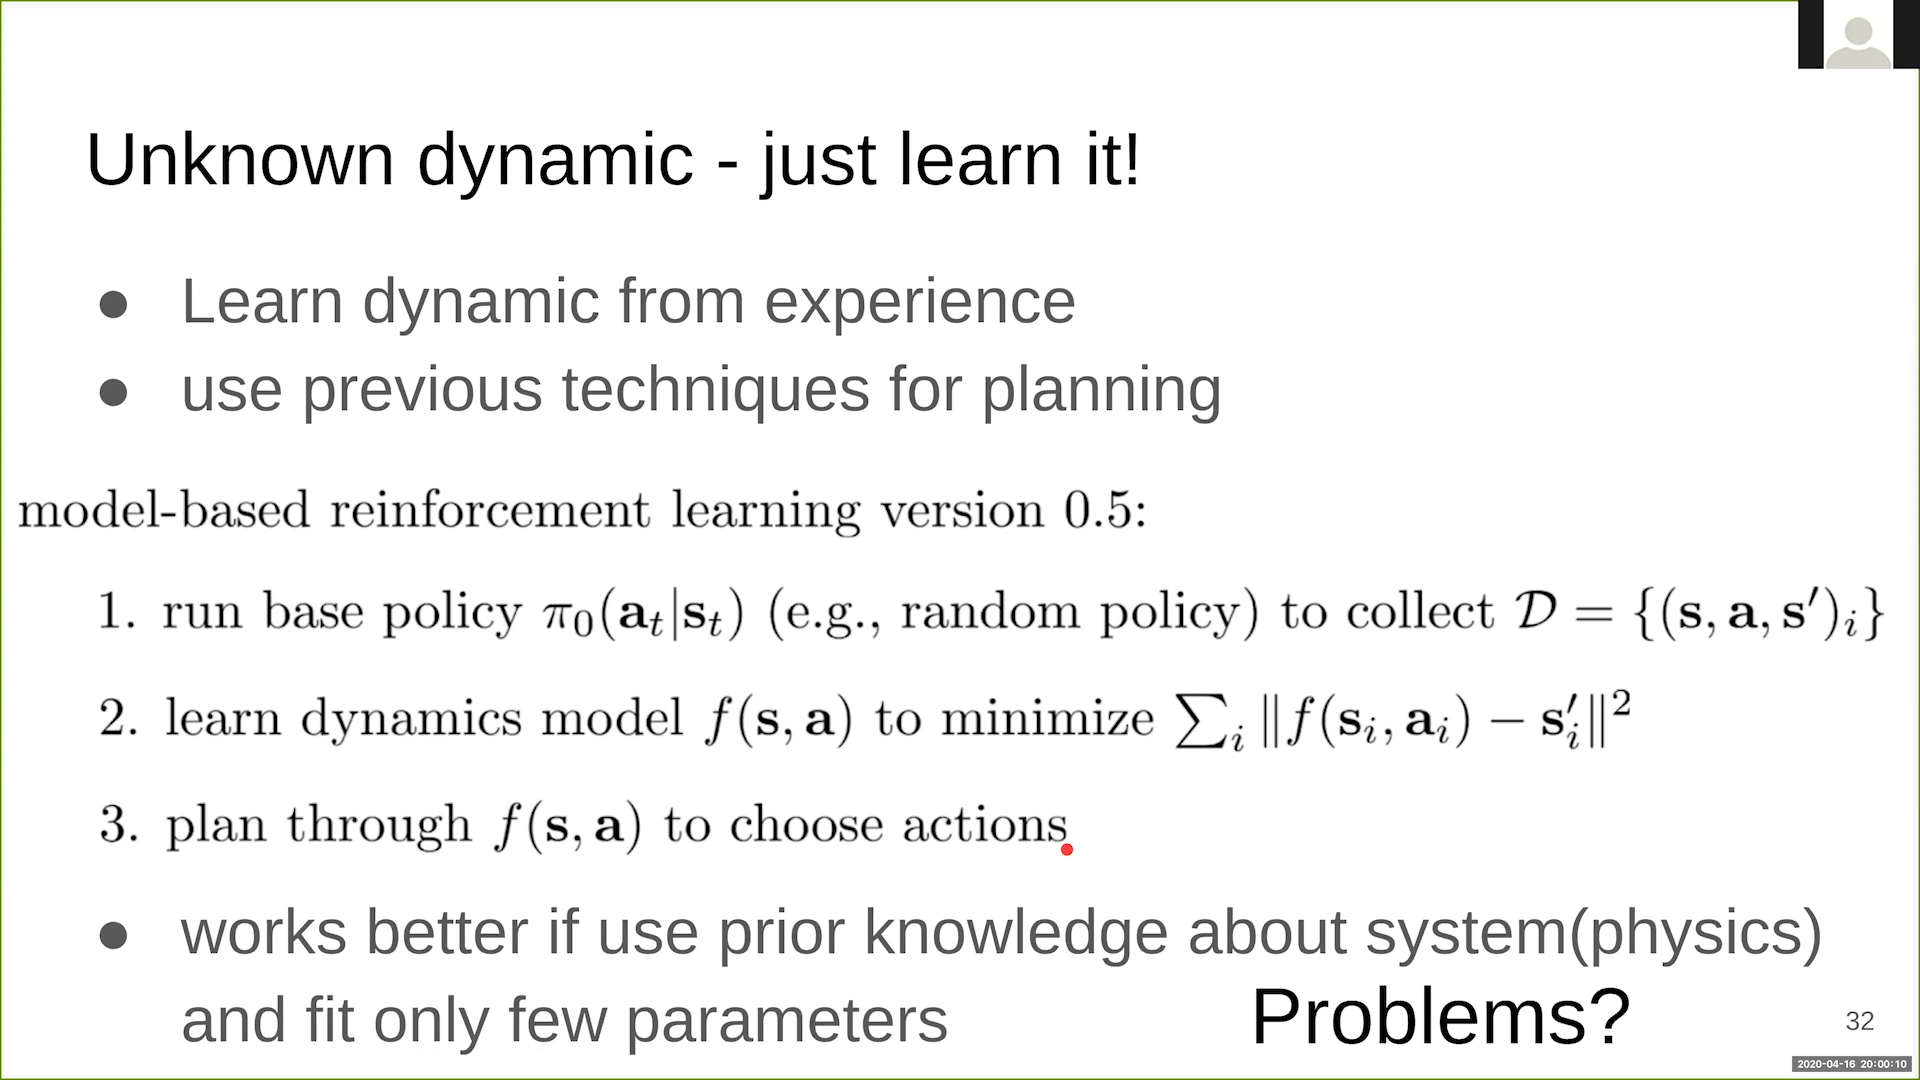 Unknown dynamic - just learn it!
● Learn dynamic from experience
● use previous techniques for planning
model-based reinforcement learning version 0.5:
1. run base policy π₀(𝐚ₜ|𝐬ₜ) (e.g., random policy) to collect 𝒟 = {(𝐬, 𝐚, 𝐬′)ᵢ}
2. learn dynamics model f(𝐬, 𝐚) to minimize ∑ᵢ ‖f(𝐬ᵢ, 𝐚ᵢ) − 𝐬′ᵢ‖²
3. plan through f(𝐬, 𝐚) to choose actions
● works better if use prior knowledge about system(physics)
and fit only few parameters
Problems?
32
2020-04-16 20:00:10